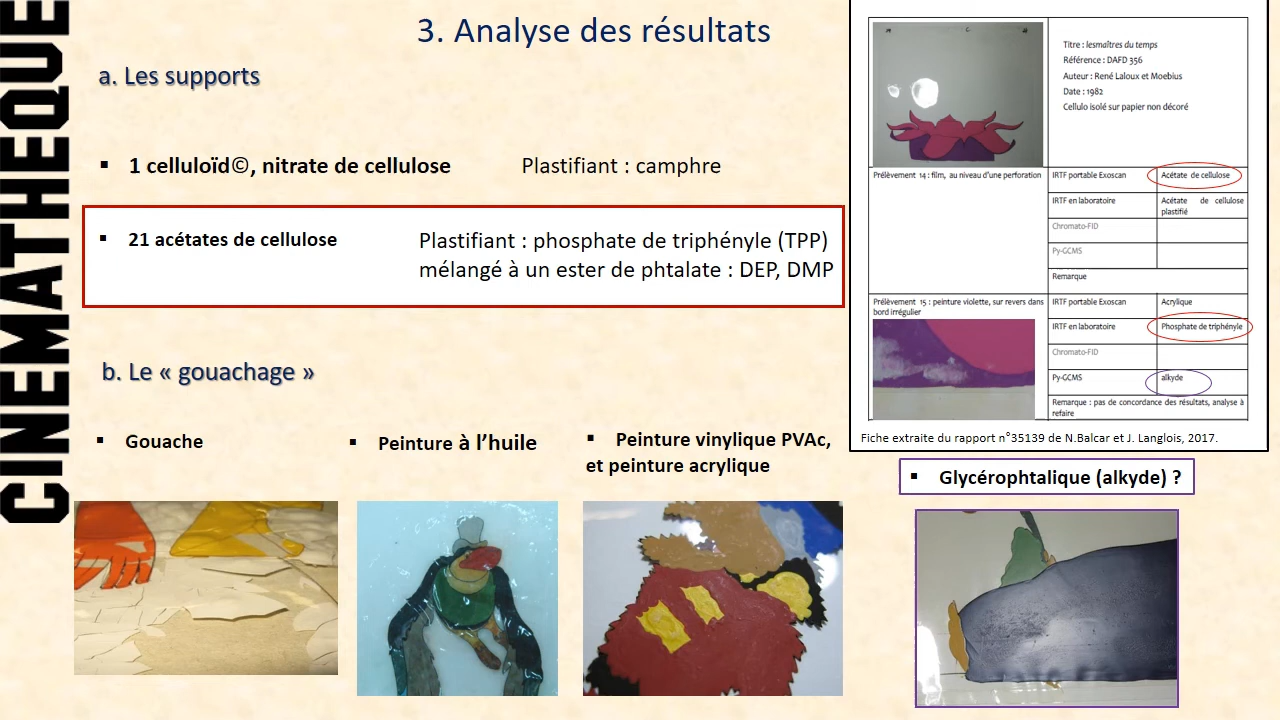 CINEMATHEQUE
3. Analyse des résultats
a. Les supports
▪ 1 celluloïd©, nitrate de cellulose Plastifiant : camphre
▪ 21 acétates de cellulose
Plastifiant : phosphate de triphényle (TPP)
mélangé à un ester de phtalate : DEP, DMP
b. Le « gouachage »
▪ Gouache
▪ Peinture à l’huile
▪ Peinture vinylique PVAc,
et peinture acrylique
Titre : lesmaîtres du temps
Référence : DAFD 356
Auteur : René Laloux et Moebius
Date : 1982
Cellulo isolé sur papier non décoré
Prélèvement 14 : film, au niveau d’une perforation
IRTF portable Exoscan Acétate de cellulose
IRTF en laboratoire Acétate de cellulose
plastifié
Chromato-FID
Py-GCMS
Remarque
Prélèvement 15 : peinture violette, sur revers dans
bord irrégulier
IRTF portable Exoscan Acrylique
IRTF en laboratoire Phosphate de triphényle
Chromato-FID
Py-GCMS alkyde
Remarque : pas de concordance des résultats, analyse à
refaire
Fiche extraite du rapport n°35139 de N.Balcar et J. Langlois, 2017.
▪ Glycérophtalique (alkyde) ?